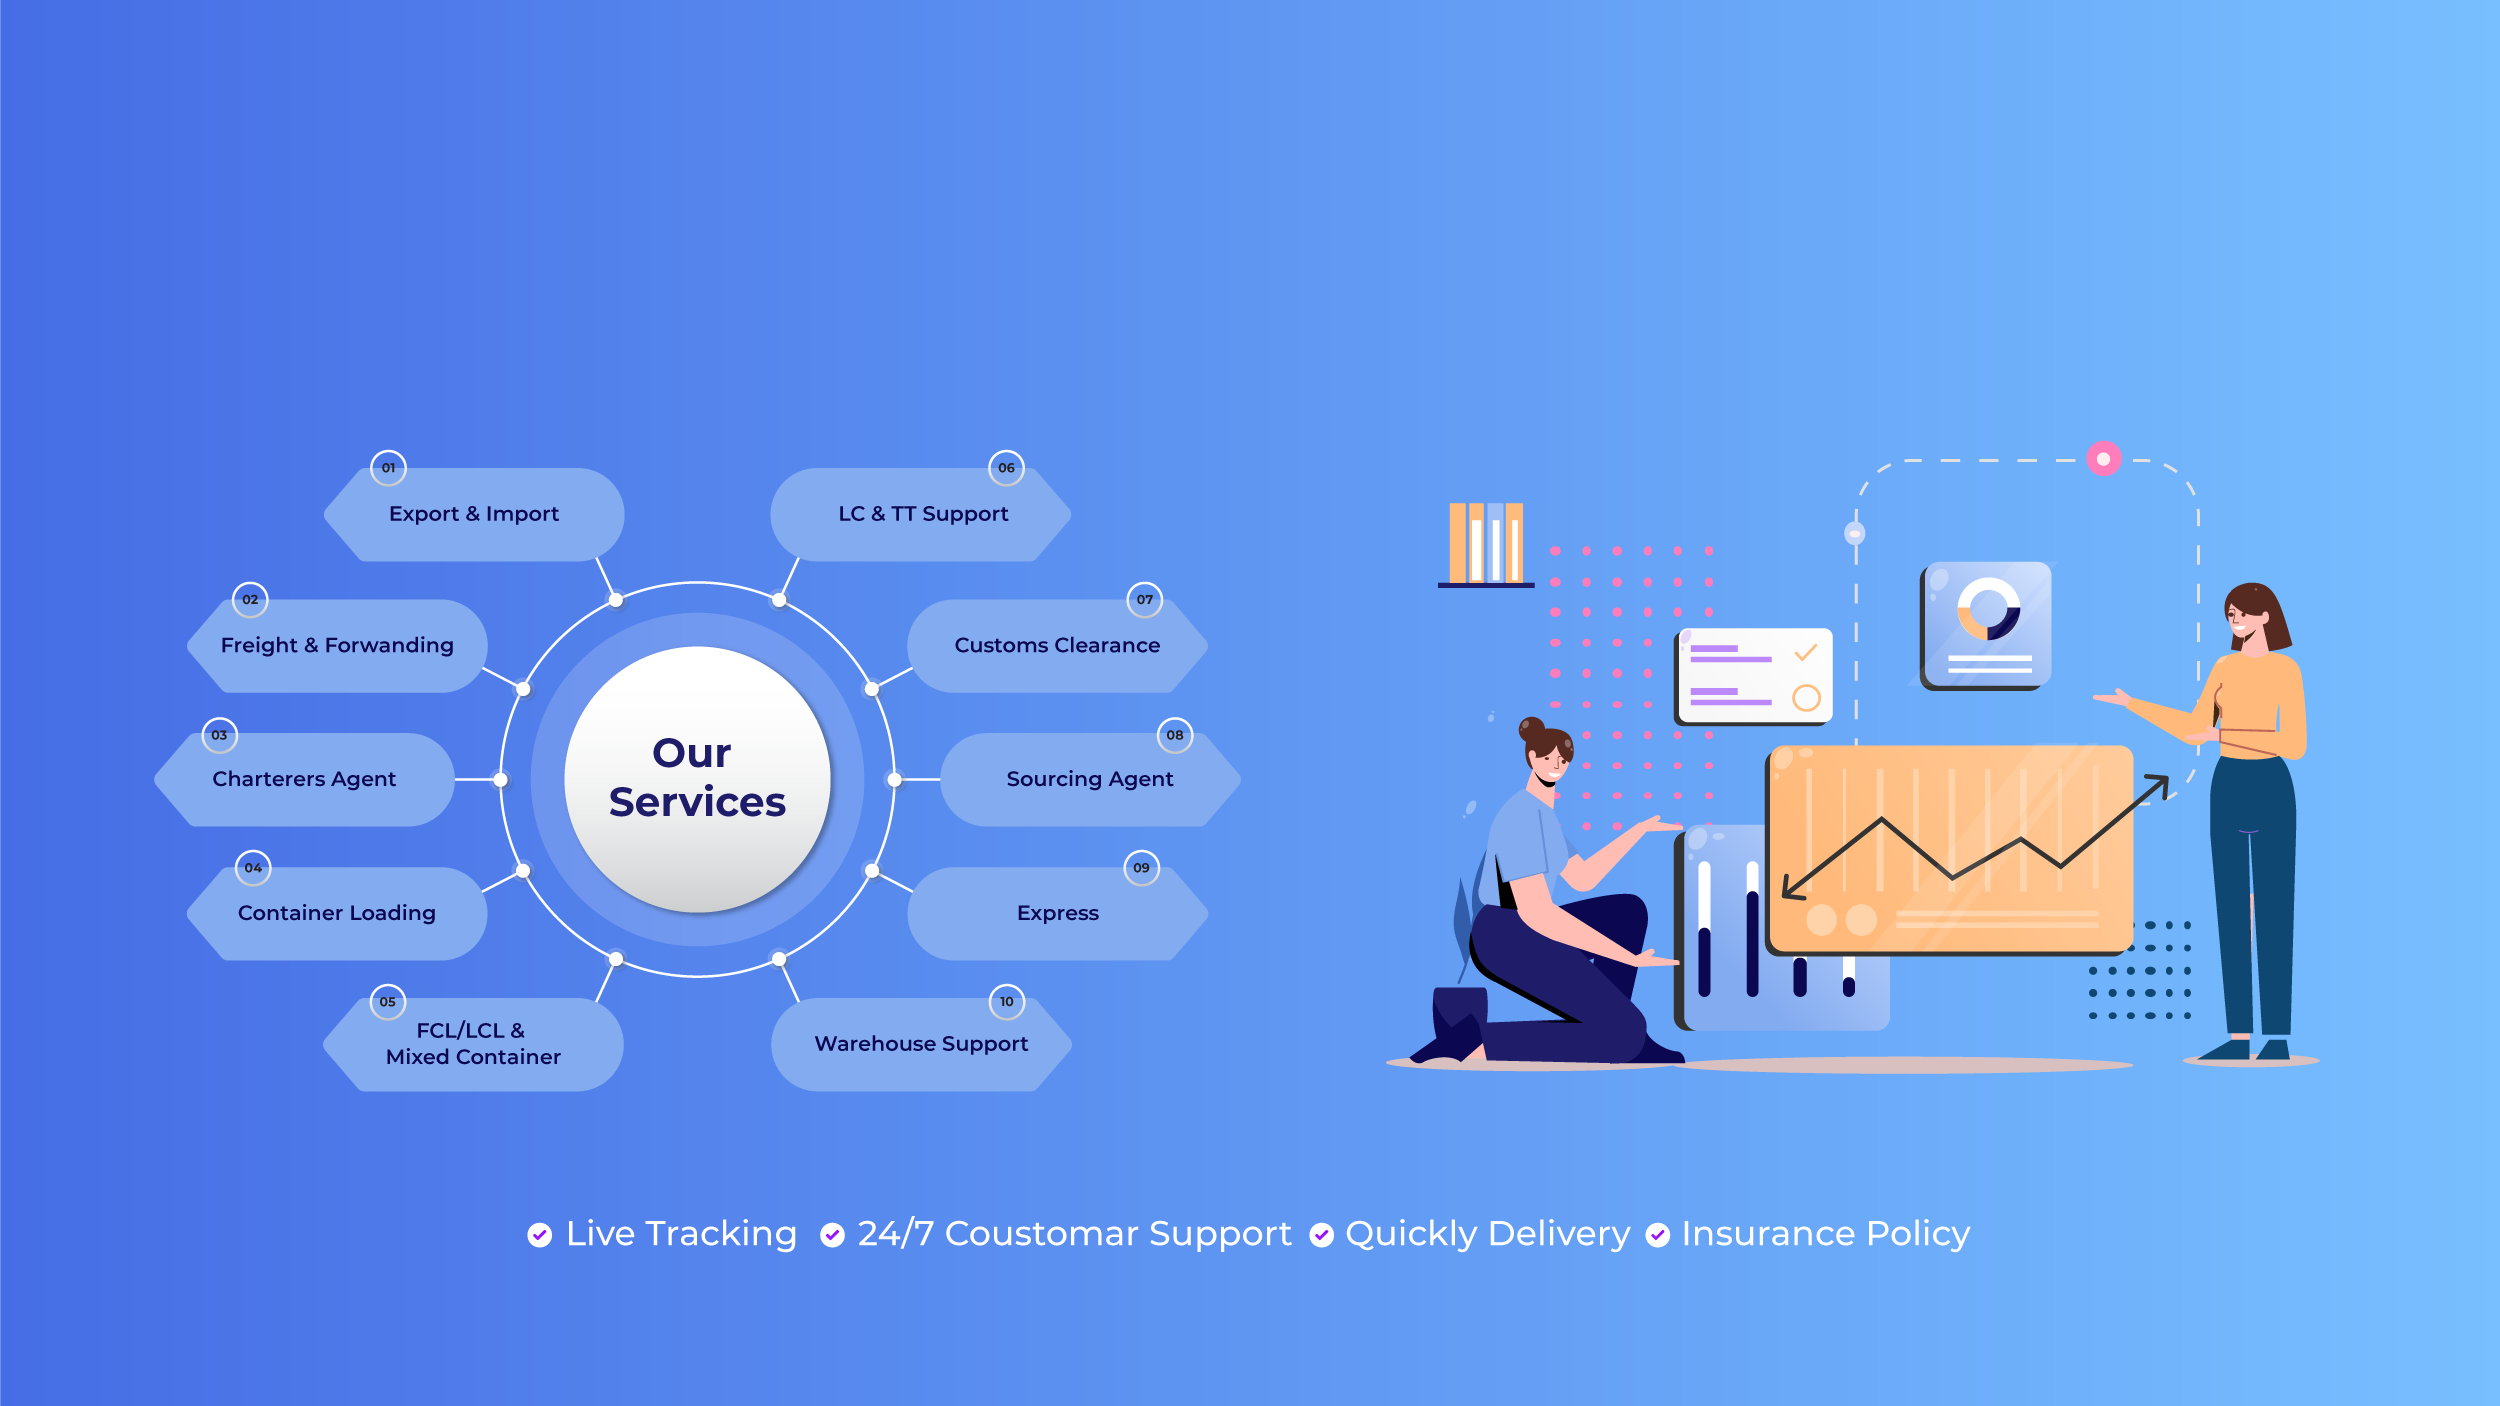 Our
Services
01
Export & Import
02
Freight & Forwanding
03
Charterers Agent
04
Container Loading
05
FCL/LCL &
Mixed Container
06
LC & TT Support
07
Customs Clearance
08
Sourcing Agent
09
Express
10
Warehouse Support
Live Tracking
24/7 Coustomar Support
Quickly Delivery
Insurance Policy